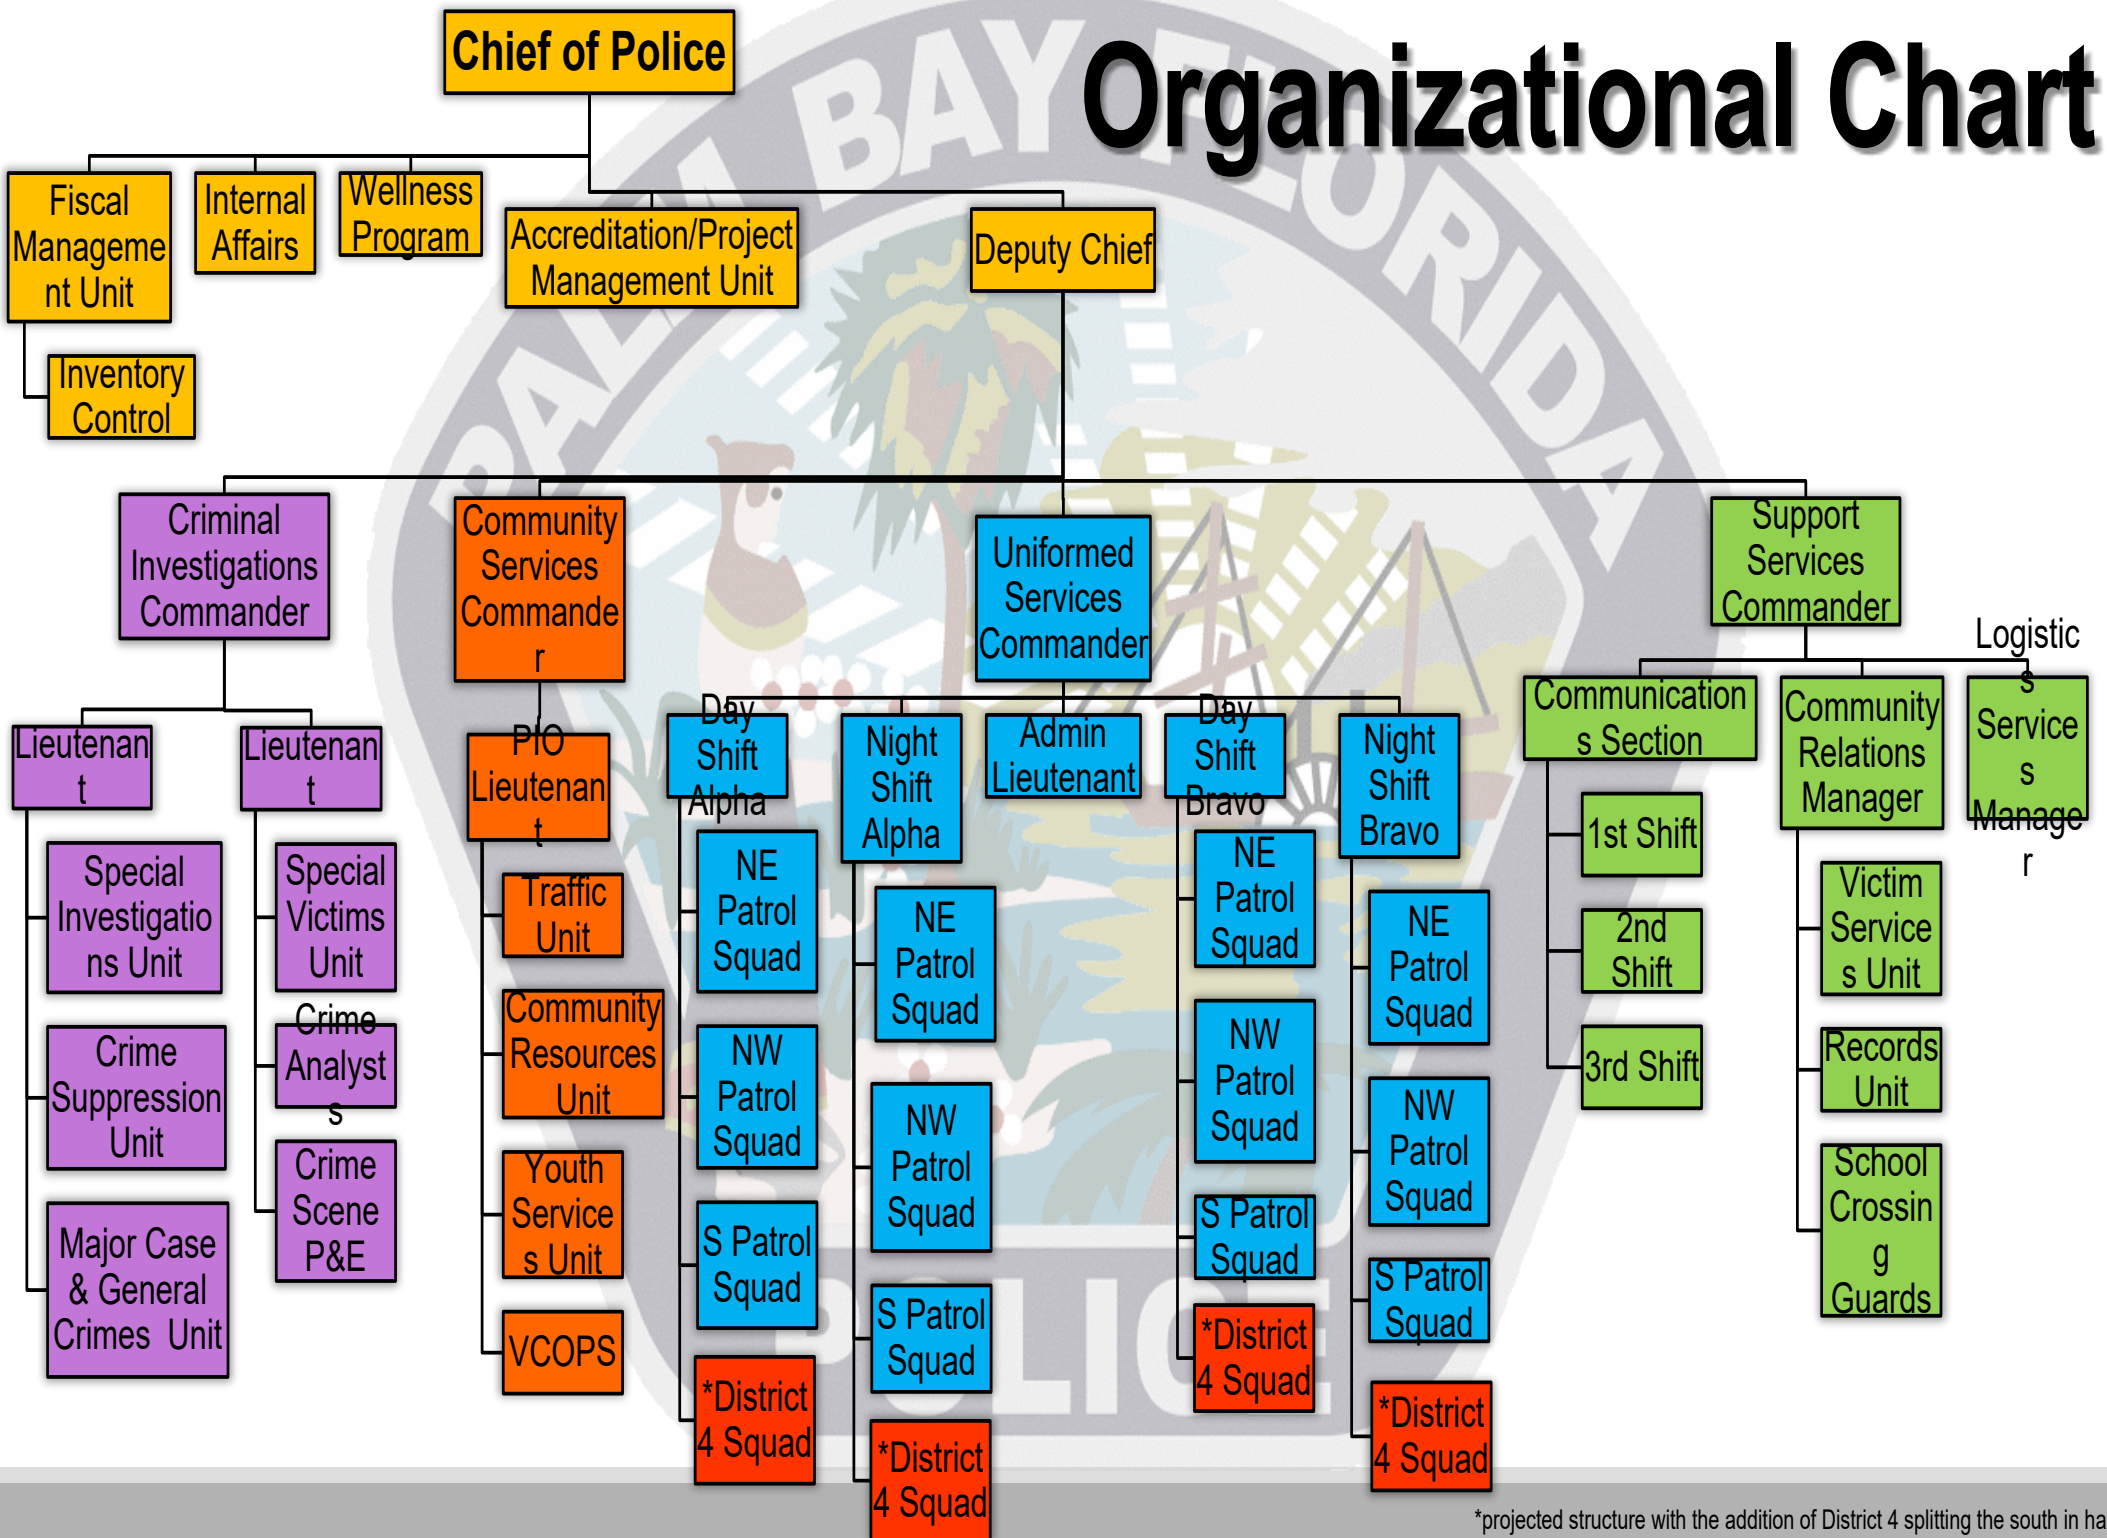 Organizational Chart
Chief of Police
Fiscal
Manageme
nt Unit
Internal
Affairs
Wellness
Program
Accreditation/Project
Management Unit
Deputy Chief
Inventory
Control
Criminal
Investigations
Commander
Community
Services
Commande
r
Uniformed
Services
Commander
Support
Services
Commander
Lieutenan
t
Special
Investigatio
ns Unit
Crime
Suppression
Unit
Major Case
& General
Crimes Unit
Lieutenan
t
Special
Victims
Unit
Crime
Analyst
s
Crime
Scene
P&E
PIO
Lieutenan
t
Traffic
Unit
Community
Resources
Unit
Youth
Service
s Unit
VCOPS
Day
Shift
Alpha
NE
Patrol
Squad
NW
Patrol
Squad
S Patrol
Squad
*District
4 Squad
Night
Shift
Alpha
NE
Patrol
Squad
NW
Patrol
Squad
S Patrol
Squad
*District
4 Squad
Admin
Lieutenant
Day
Shift
Bravo
NE
Patrol
Squad
NW
Patrol
Squad
S Patrol
Squad
*District
4 Squad
Night
Shift
Bravo
NE
Patrol
Squad
NW
Patrol
Squad
S Patrol
Squad
*District
4 Squad
Communication
s Section
1st Shift
2nd
Shift
3rd Shift
Community
Relations
Manager
Victim
Service
s Unit
Records
Unit
School
Crossin
g
Guards
Logistic
s
Service
s
Manage
r
PALM BAY FLORIDA
POLICE
*projected structure with the addition of District 4 splitting the south in ha